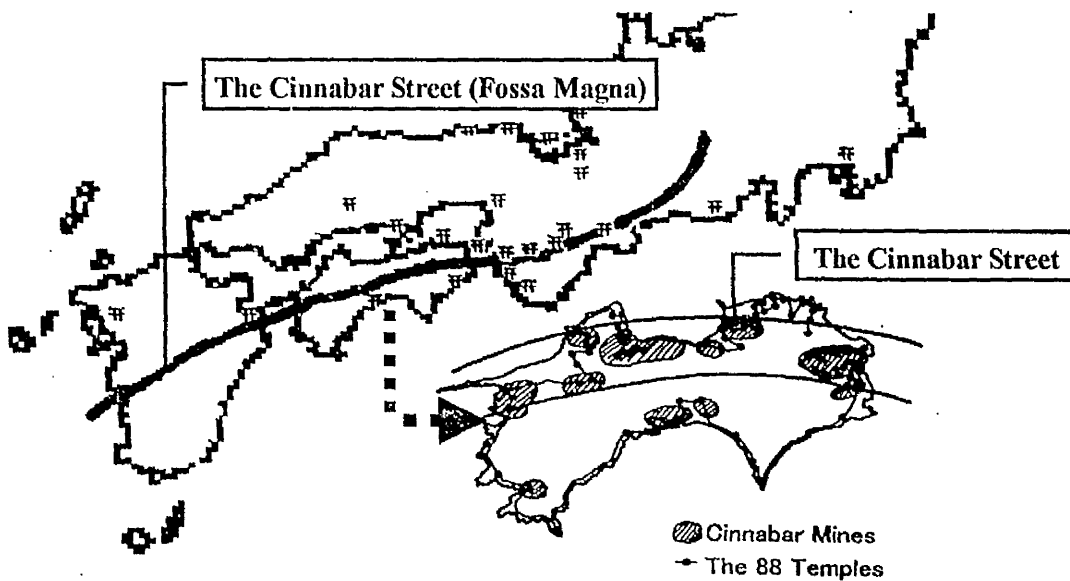 The Cinnabar Street (Fossa Magna)
The Cinnabar Street
Cinnabar Mines
The 88 Temples